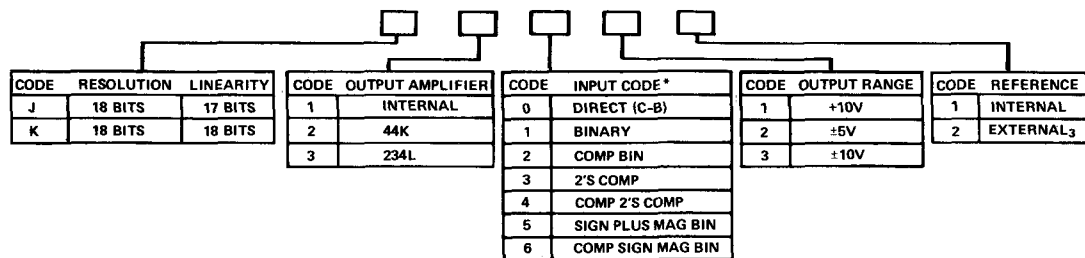 CODE RESOLUTION LINEARITY
J 18 BITS 17 BITS
K 18 BITS 18 BITS
CODE OUTPUT AMPLIFIER
1 INTERNAL
2 44K
3 234L
CODE INPUT CODE*
0 DIRECT (C-B)
1 BINARY
2 COMP BIN
3 2'S COMP
4 COMP 2'S COMP
5 SIGN PLUS MAG BIN
6 COMP SIGN MAG BIN
CODE OUTPUT RANGE
1 +10V
2 ±5V
3 ±10V
CODE REFERENCE
1 INTERNAL
2 EXTERNAL3